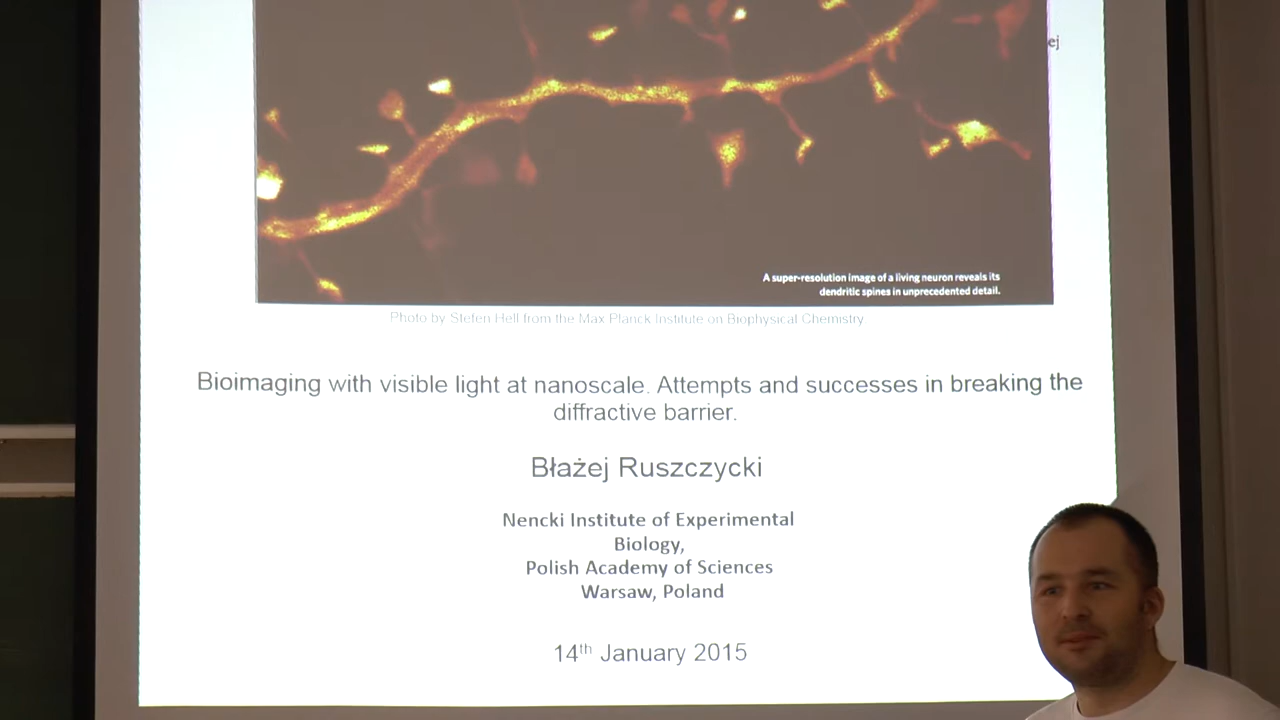 ej
A super-resolution image of a living neuron reveals its
dendritic spines in unprecedented detail.
Photo by Stefen Hell from the Max Planck Institute on Biophysical Chemistry
Bioimaging with visible light at nanoscale. Attempts and successes in breaking the
diffractive barrier.
Błażej Ruszczycki
Nencki Institute of Experimental
Biology,
Polish Academy of Sciences
Warsaw, Poland
14th January 2015